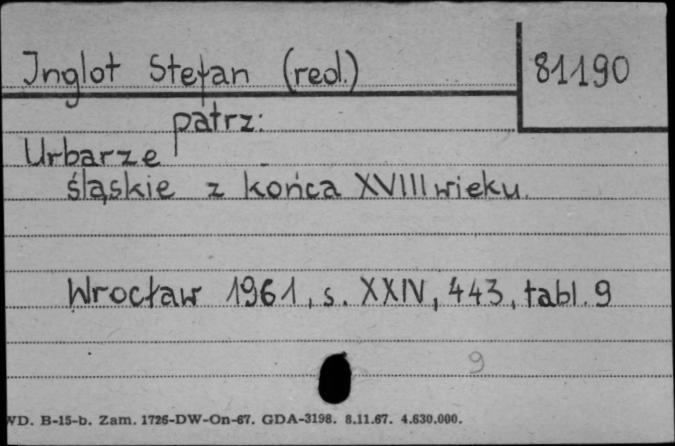 Inglot Stefan (red.) 81190
patrz:
Urbarze
śląskie z końca XVIII wieku.
Wrocław 1961, s. XXIV, 443, tabl. 9
9
WD. B-15-b. Zam. 1726-DW-On-67. GDA-3198. 8.11.67. 4.630.000.